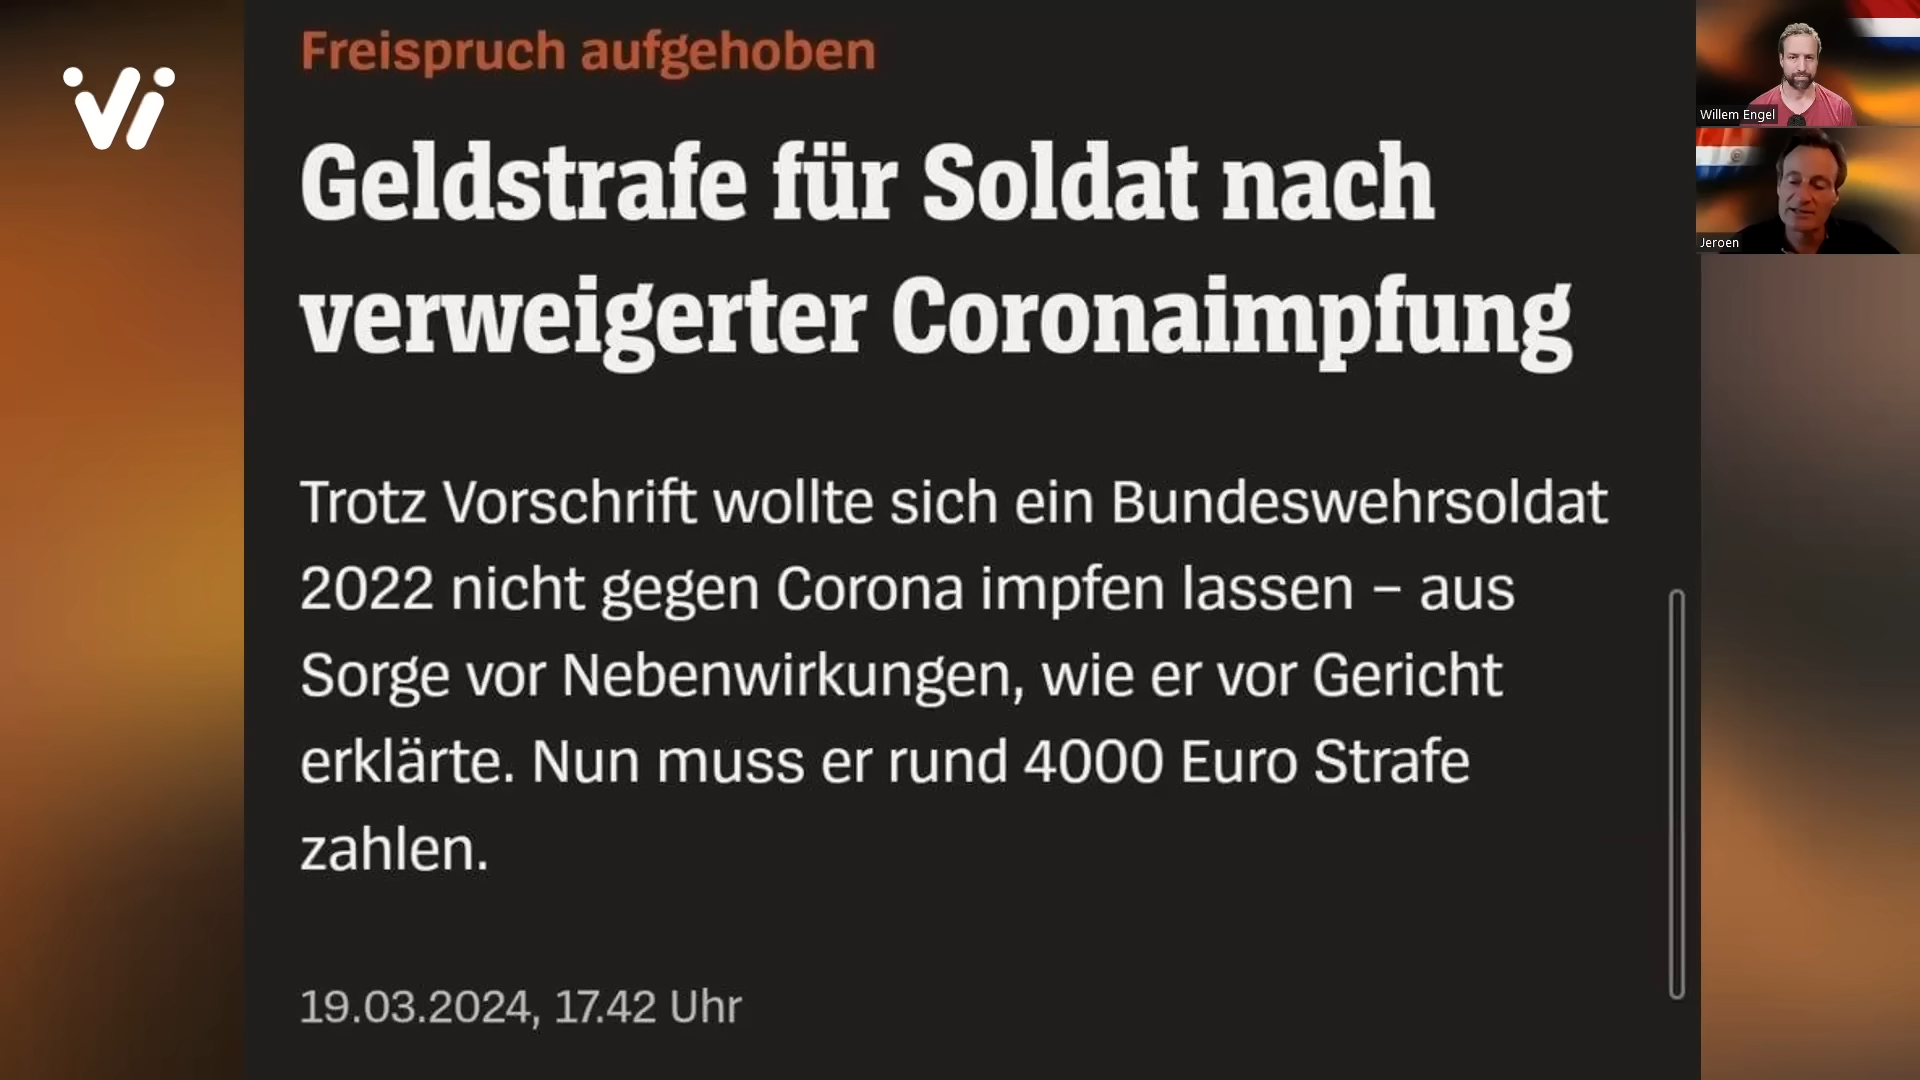 Freispruch aufgehoben
Geldstrafe für Soldat nach
verweigerter Coronaimpfung
Trotz Vorschrift wollte sich ein Bundeswehrsoldat
2022 nicht gegen Corona impfen lassen – aus
Sorge vor Nebenwirkungen, wie er vor Gericht
erklärte. Nun muss er rund 4000 Euro Strafe
zahlen.
19.03.2024, 17.42 Uhr
Willem Engel
Jeroen